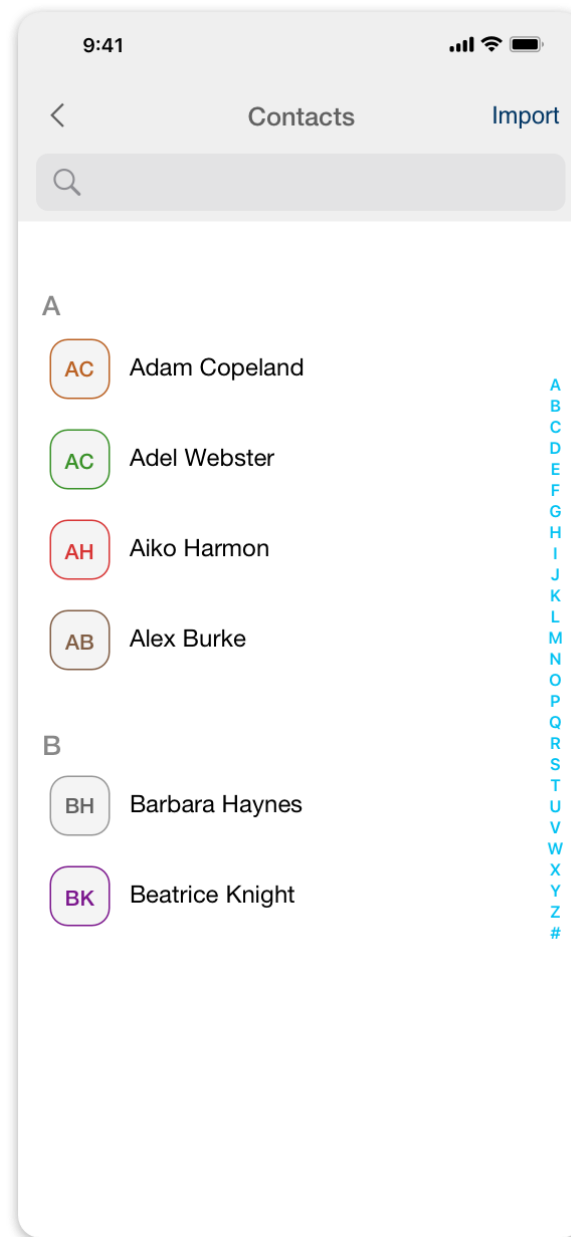 9:41
Contacts Import
A
AC Adam Copeland
AC Adel Webster
AH Aiko Harmon
AB Alex Burke
B
BH Barbara Haynes
BK Beatrice Knight
A
B
C
D
E
F
G
H
I
J
K
L
M
N
O
P
Q
R
S
T
U
V
W
X
Y
Z
#